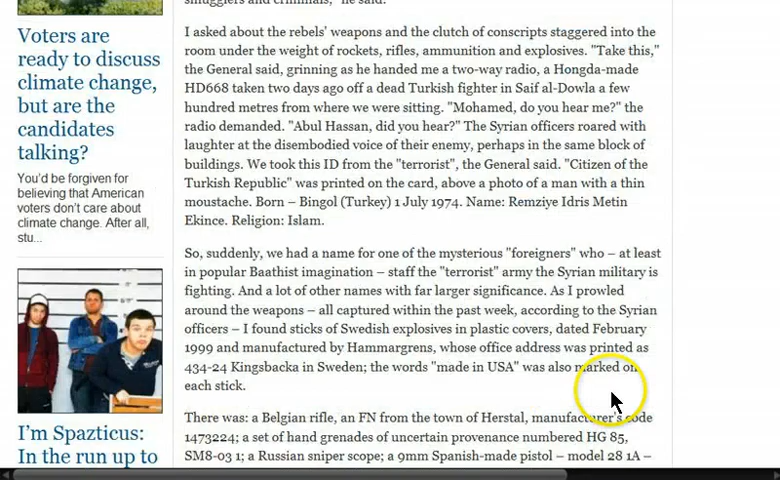 smugglers and criminals," he said.
Voters are
ready to discuss
climate change,
but are the
candidates
talking?
You'd be forgiven for
believing that American
voters don't care about
climate change. After all,
stu...
I'm Spazticus:
In the run up to
I asked about the rebels' weapons and the clutch of conscripts staggered into the
room under the weight of rockets, rifles, ammunition and explosives. "Take this,"
the General said, grinning as he handed me a two-way radio, a Hongda-made
HD668 taken two days ago off a dead Turkish fighter in Saif al-Dowla a few
hundred metres from where we were sitting. "Mohamed, do you hear me?" the
radio demanded. "Abul Hassan, did you hear?" The Syrian officers roared with
laughter at the disembodied voice of their enemy, perhaps in the same block of
buildings. We took this ID from the "terrorist", the General said. "Citizen of the
Turkish Republic" was printed on the card, above a photo of a man with a thin
moustache. Born – Bingol (Turkey) 1 July 1974. Name: Remziye Idris Metin
Ekince. Religion: Islam.
So, suddenly, we had a name for one of the mysterious "foreigners" who – at least
in popular Baathist imagination – staff the "terrorist" army the Syrian military is
fighting. And a lot of other names with far larger significance. As I prowled
around the weapons – all captured within the past week, according to the Syrian
officers – I found sticks of Swedish explosives in plastic covers, dated February
1999 and manufactured by Hammargrens, whose office address was printed as
434-24 Kingsbacka in Sweden; the words "made in USA" was also marked on
each stick.
There was: a Belgian rifle, an FN from the town of Herstal, manufacturer's code
1473224; a set of hand grenades of uncertain provenance numbered HG 85,
SM8-03 1; a Russian sniper scope; a 9mm Spanish-made pistol – model 28 1A –